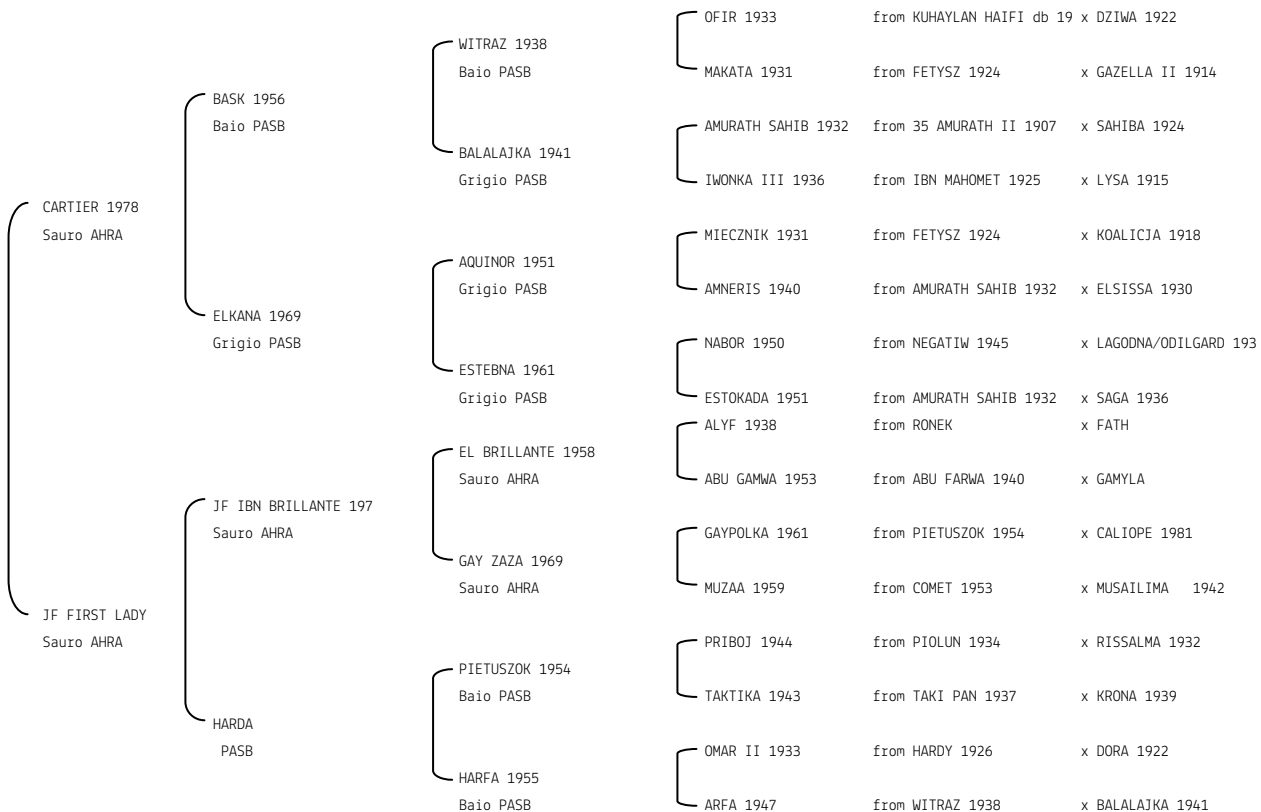 OFIR 1933 from KUHAYLAN HAIFI db 19 x DZIWA 1922
WITRAZ 1938
Baio PASB
MAKATA 1931 from FETYSZ 1924 x GAZELLA II 1914
BASK 1956
Baio PASB
AMURATH SAHIB 1932 from 35 AMURATH II 1907 x SAHIBA 1924
BALALAJKA 1941
Grigio PASB
IWONKA III 1936 from IBN MAHOMET 1925 x LYSA 1915
CARTIER 1978
Sauro AHRA
MIECZNIK 1931 from FETYSZ 1924 x KOALICJA 1918
AQUINOR 1951
Grigio PASB
AMNERIS 1940 from AMURATH SAHIB 1932 x ELSISSA 1930
ELKANA 1969
Grigio PASB
NABOR 1950 from NEGATIW 1945 x LAGODNA/ODILGARD 193
ESTEBNA 1961
Grigio PASB
ESTOKADA 1951 from AMURATH SAHIB 1932 x SAGA 1936
ALYF 1938 from RONEK x FATH
EL BRILLANTE 1958
Sauro AHRA
ABU GAMWA 1953 from ABU FARWA 1940 x GAMYLA
JF IBN BRILLANTE 197
Sauro AHRA
GAYPOLKA 1961 from PIETUSZOK 1954 x CALIOPE 1981
GAY ZAZA 1969
Sauro AHRA
MUZAA 1959 from COMET 1953 x MUSAILIMA 1942
JF FIRST LADY
Sauro AHRA
PRIBOJ 1944 from PIOLUN 1934 x RISSALMA 1932
PIETUSZOK 1954
Baio PASB
TAKTIKA 1943 from TAKI PAN 1937 x KRONA 1939
HARDA
PASB
OMAR II 1933 from HARDY 1926 x DORA 1922
HARFA 1955
Baio PASB
ARFA 1947 from WITRAZ 1938 x BALALAJKA 1941